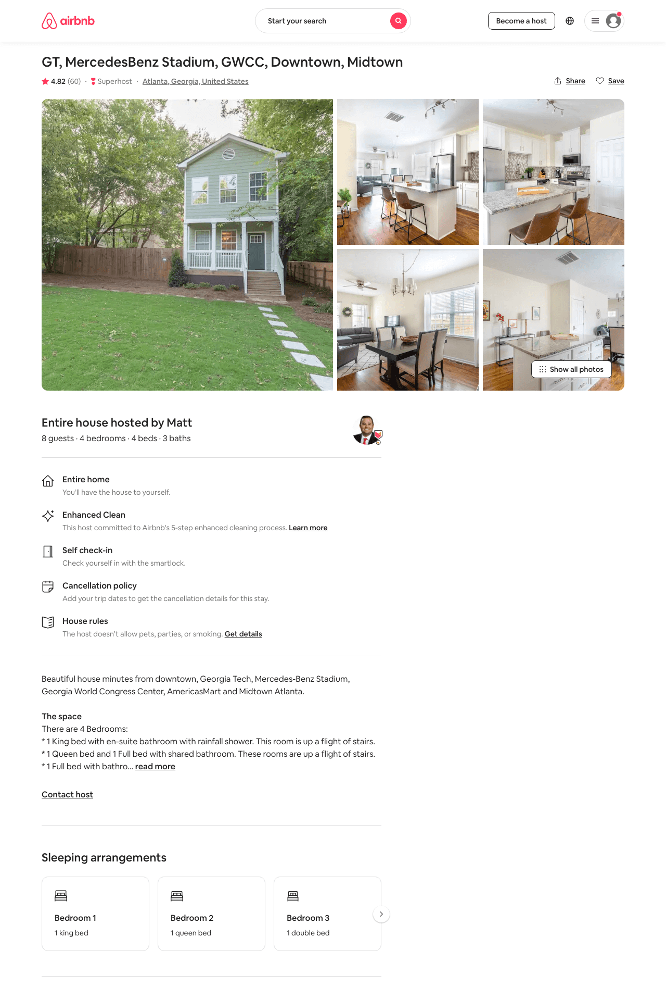 airbnb
Start your search
Become a host
GT, MercedesBenz Stadium, GWCC, Downtown, Midtown
4.82 (60) · Superhost · Atlanta, Georgia, United States
Share
Save
Show all photos
Entire house hosted by Matt
8 guests · 4 bedrooms · 4 beds · 3 baths
Entire home
You'll have the house to yourself.
Enhanced Clean
This host committed to Airbnb's 5-step enhanced cleaning process. Learn more
Self check-in
Check yourself in with the smartlock.
Cancellation policy
Add your trip dates to get the cancellation details for this stay.
House rules
The host doesn't allow pets, parties, or smoking. Get details
Beautiful house minutes from downtown, Georgia Tech, Mercedes-Benz Stadium,
Georgia World Congress Center, AmericasMart and Midtown Atlanta.
The space
There are 4 Bedrooms:
* 1 King bed with en-suite bathroom with rainfall shower. This room is up a flight of stairs.
* 1 Queen bed and 1 Full bed with shared bathroom. These rooms are up a flight of stairs.
* 1 Full bed with bathro... read more
Contact host
Sleeping arrangements
Bedroom 1
1 king bed
Bedroom 2
1 queen bed
Bedroom 3
1 double bed